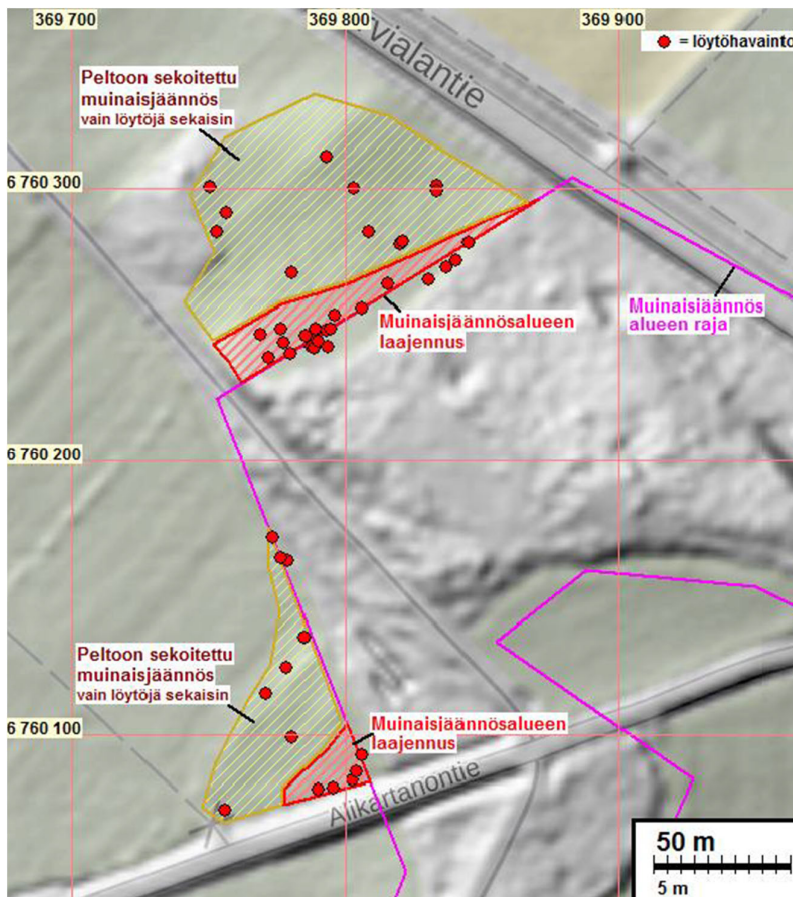 369 700
369 800
369 900
= löytöhavainto
rvialantie
Peltoon sekoitettu
muinaisjäännös
vain löytöjä sekaisin
6 760 300
Muinaisjäännös
alueen raja
Muinaisjäännösalueen
laajennus
6 760 200
Peltoon sekoitettu
muinaisjäännös
vain löytöjä sekaisin
6 760 100
Muinaisjäännösalueen
laajennus
Alikartanontie
50 m
5 m